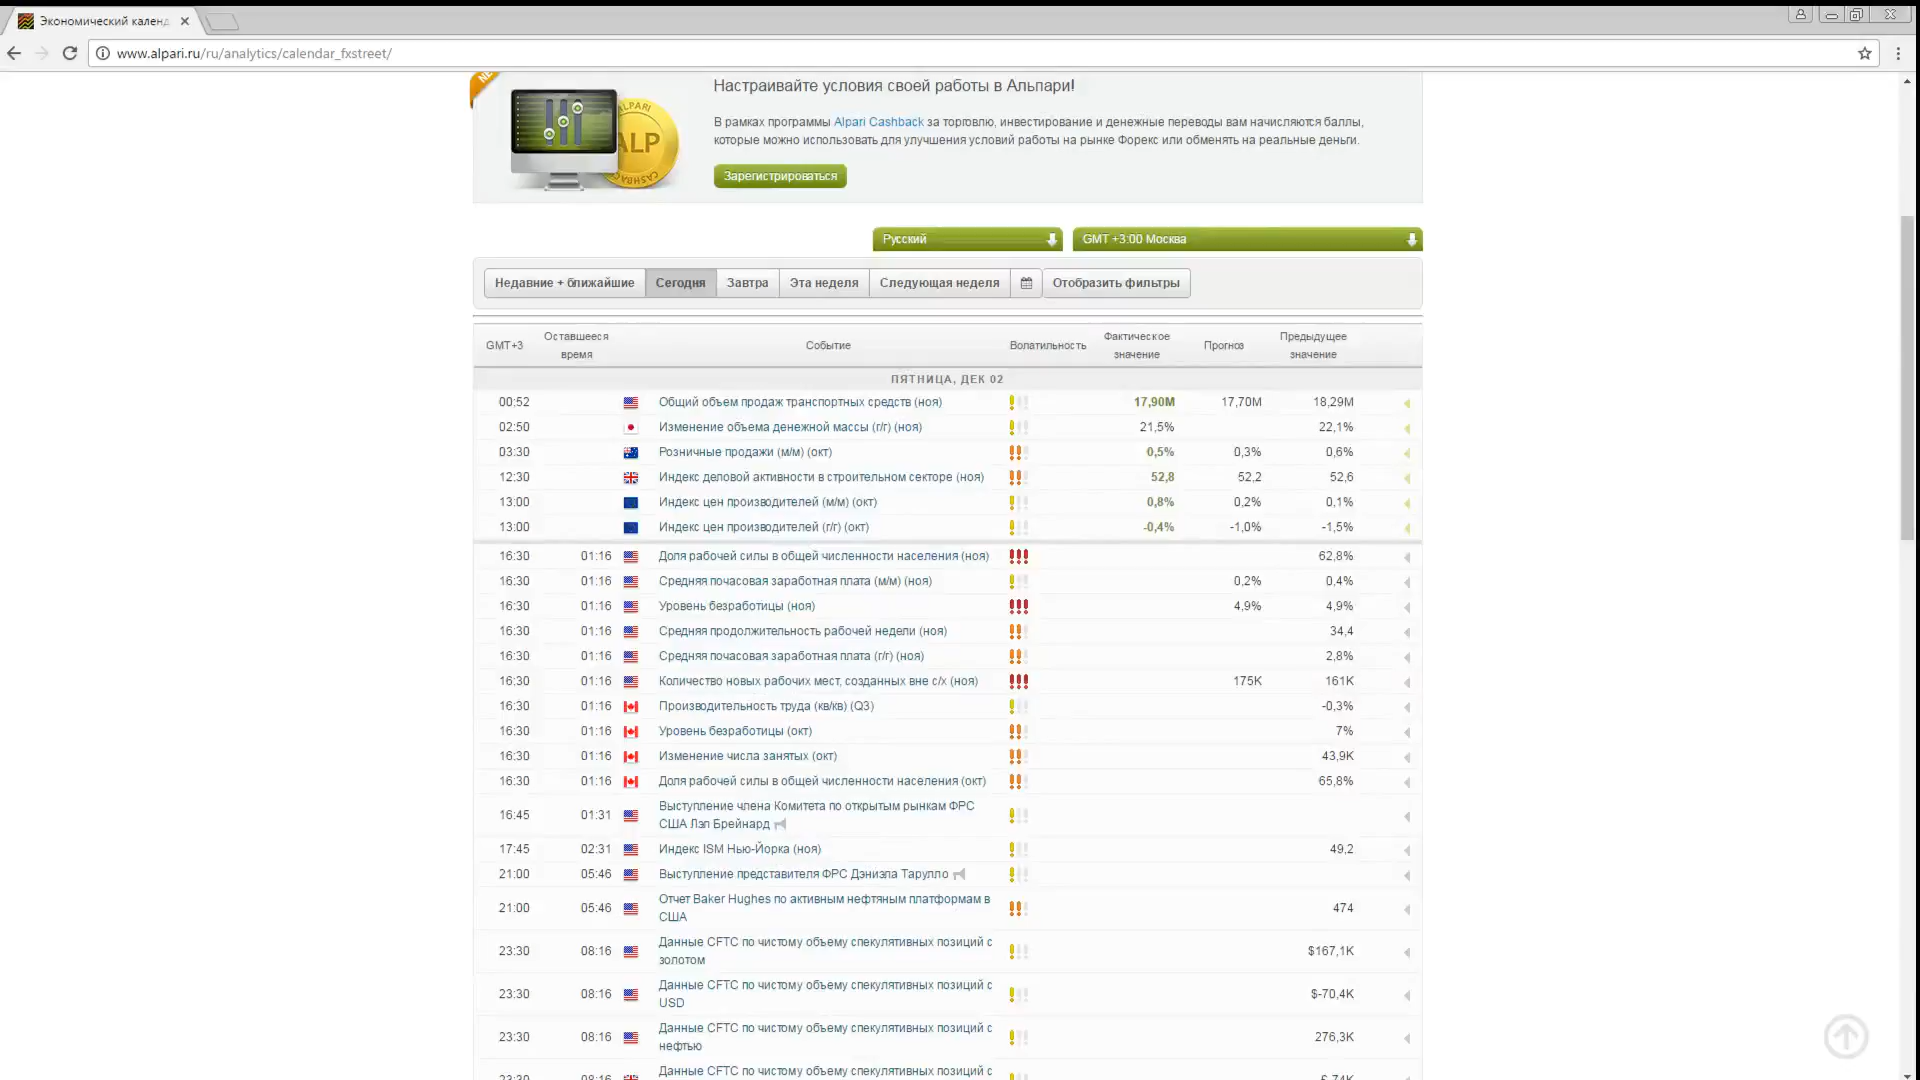 Экономический календ
www.alpari.ru/ru/analytics/calendar_fxstreet/
NEW
ALPARI
ALP
CASHBACK
Настраивайте условия своей работы в Альпари!
В рамках программы Alpari Cashback за торговлю, инвестирование и денежные переводы вам начисляются баллы,
которые можно использовать для улучшения условий работы на рынке Форекс или обменять на реальные деньги.
Зарегистрироваться
Русский GMT +3:00 Москва
Недавние + ближайшие Сегодня Завтра Эта неделя Следующая неделя Отобразить фильтры
GMT+3 Оставшееся время Событие Волатильность Фактическое значение Прогноз Предыдущее значение
ПЯТНИЦА, ДЕК 02
00:52 Общий объем продаж транспортных средств (ноя) 17,90M 17,70M 18,29M
02:50 Изменение объема денежной массы (г/г) (ноя) 21,5% 22,1%
03:30 Розничные продажи (м/м) (окт) 0,5% 0,3% 0,6%
12:30 Индекс деловой активности в строительном секторе (ноя) 52,8 52,2 52,6
13:00 Индекс цен производителей (м/м) (окт) 0,8% 0,2% 0,1%
13:00 Индекс цен производителей (г/г) (окт) -0,4% -1,0% -1,5%
16:30 01:16 Доля рабочей силы в общей численности населения (ноя) 62,8%
16:30 01:16 Средняя почасовая заработная плата (м/м) (ноя) 0,2% 0,4%
16:30 01:16 Уровень безработицы (ноя) 4,9% 4,9%
16:30 01:16 Средняя продолжительность рабочей недели (ноя) 34,4
16:30 01:16 Средняя почасовая заработная плата (г/г) (ноя) 2,8%
16:30 01:16 Количество новых рабочих мест, созданных вне с/х (ноя) 175K 161K
16:30 01:16 Производительность труда (кв/кв) (Q3) -0,3%
16:30 01:16 Уровень безработицы (окт) 7%
16:30 01:16 Изменение числа занятых (окт) 43,9K
16:30 01:16 Доля рабочей силы в общей численности населения (окт) 65,8%
16:45 01:31 Выступление члена Комитета по открытым рынкам ФРС
США Лэл Брейнард
17:45 02:31 Индекс ISM Нью-Йорка (ноя) 49,2
21:00 05:46 Выступление представителя ФРС Дэниэла Тарулло
21:00 05:46 Отчет Baker Hughes по активным нефтяным платформам в
США 474
23:30 08:16 Данные CFTC по чистому объему спекулятивных позиций с
золотом $167,1K
23:30 08:16 Данные CFTC по чистому объему спекулятивных позиций с
USD $-70,4K
23:30 08:16 Данные CFTC по чистому объему спекулятивных позиций с
нефтью 276,3K
23:30 08:16 Данные CFTC по чистому объему спекулятивных позиций с